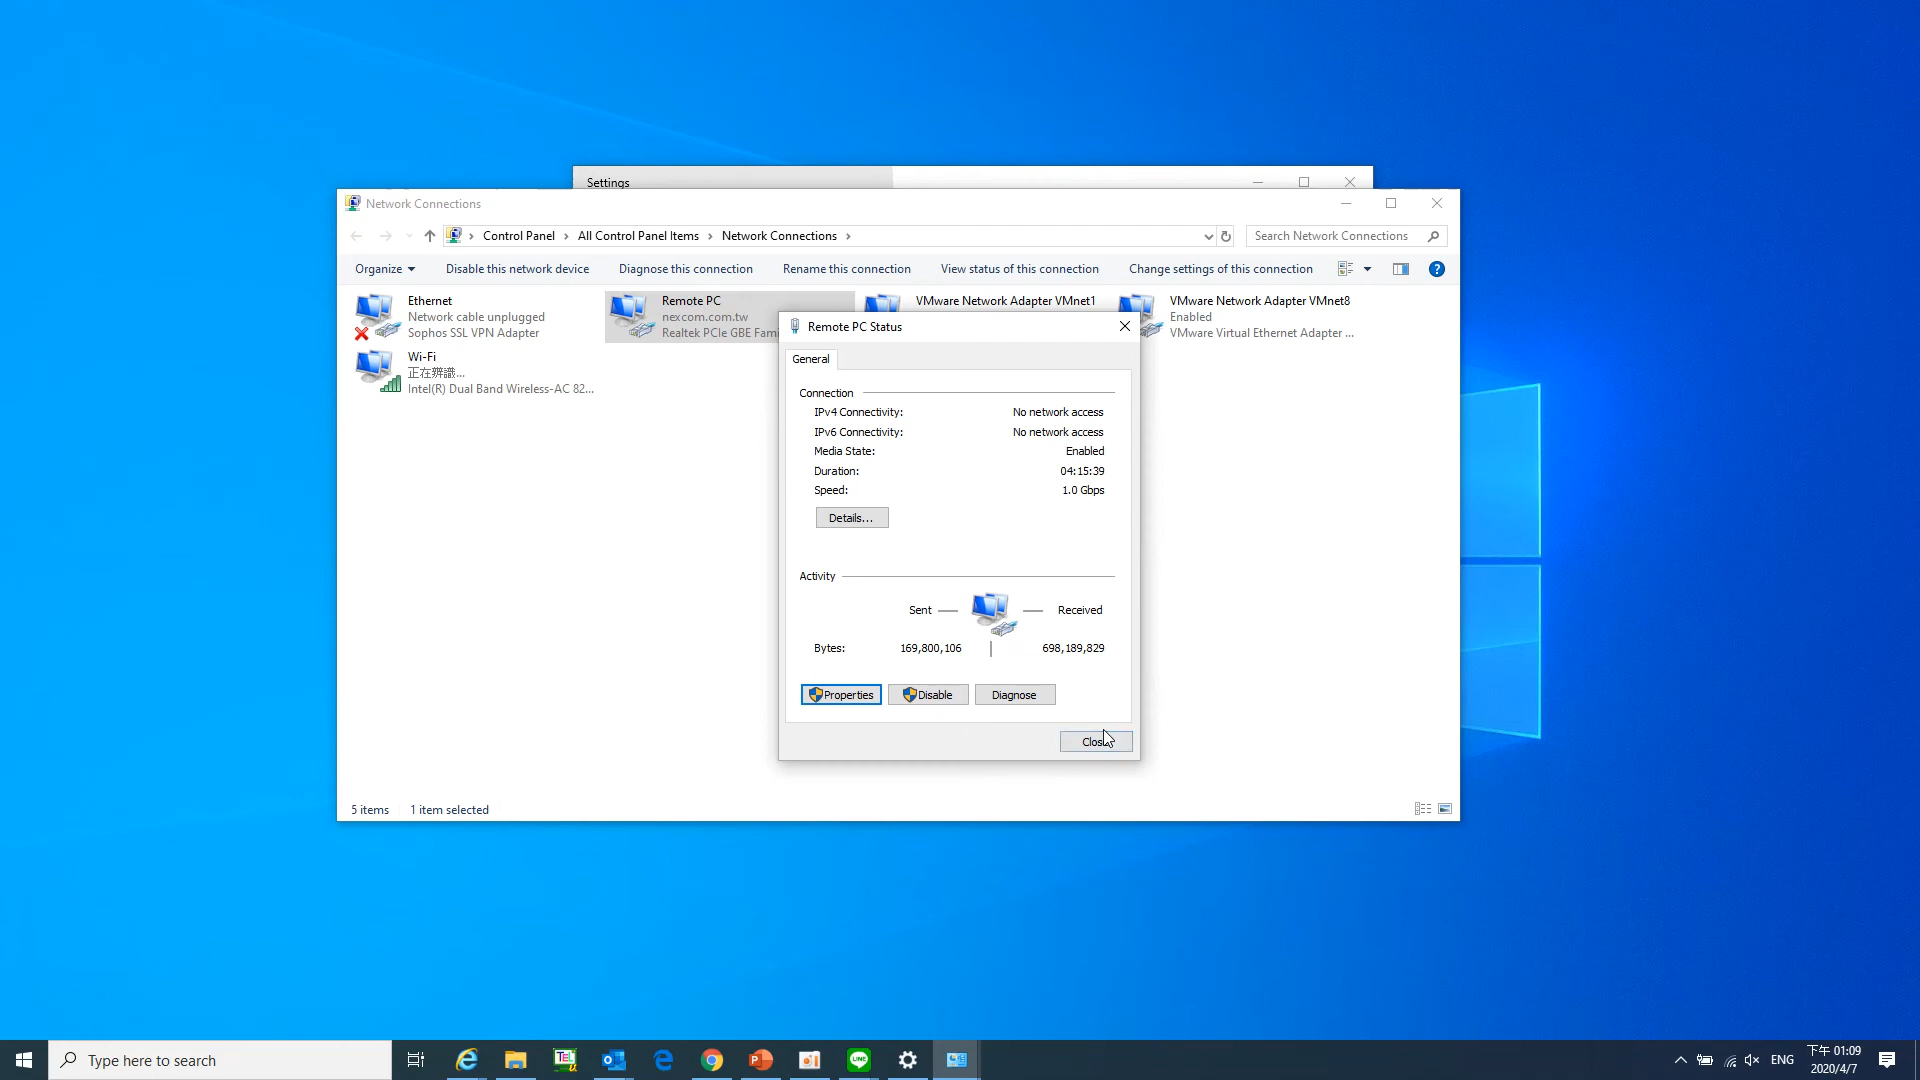 Settings
Network Connections
Control Panel All Control Panel Items Network Connections
Search Network Connections
Organize Disable this network device Diagnose this connection Rename this connection View status of this connection Change settings of this connection
Ethernet
Network cable unplugged
Sophos SSL VPN Adapter
Remote PC
nexcom.com.tw
Realtek PCIe GBE Fami
VMware Network Adapter VMnet1
VMware Network Adapter VMnet8
Enabled
VMware Virtual Ethernet Adapter ...
Wi-Fi
正在辨識...
Intel(R) Dual Band Wireless-AC 82...
Remote PC Status
General
Connection
IPv4 Connectivity: No network access
IPv6 Connectivity: No network access
Media State: Enabled
Duration: 04:15:39
Speed: 1.0 Gbps
Details...
Activity
Sent Received
Bytes: 169,800,106 698,189,829
Properties Disable Diagnose
Close
5 items 1 item selected
Type here to search
TEL
LINE
ENG
下午 01:09
2020/4/7